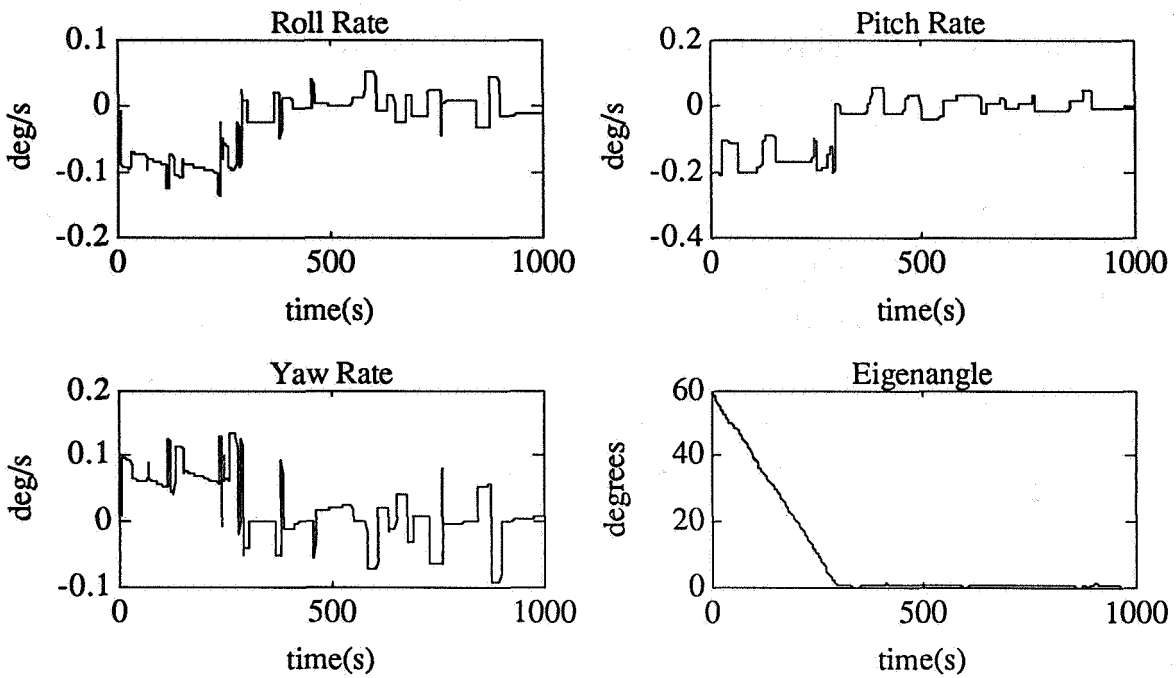 Roll Rate
0.1
0
-0.1
-0.2
deg/s
0
500
1000
time(s)
Pitch Rate
0.2
0
-0.2
-0.4
deg/s
0
500
1000
time(s)
Yaw Rate
0.2
0.1
0
-0.1
deg/s
0
500
1000
time(s)
Eigenangle
60
40
20
0
degrees
0
500
1000
time(s)